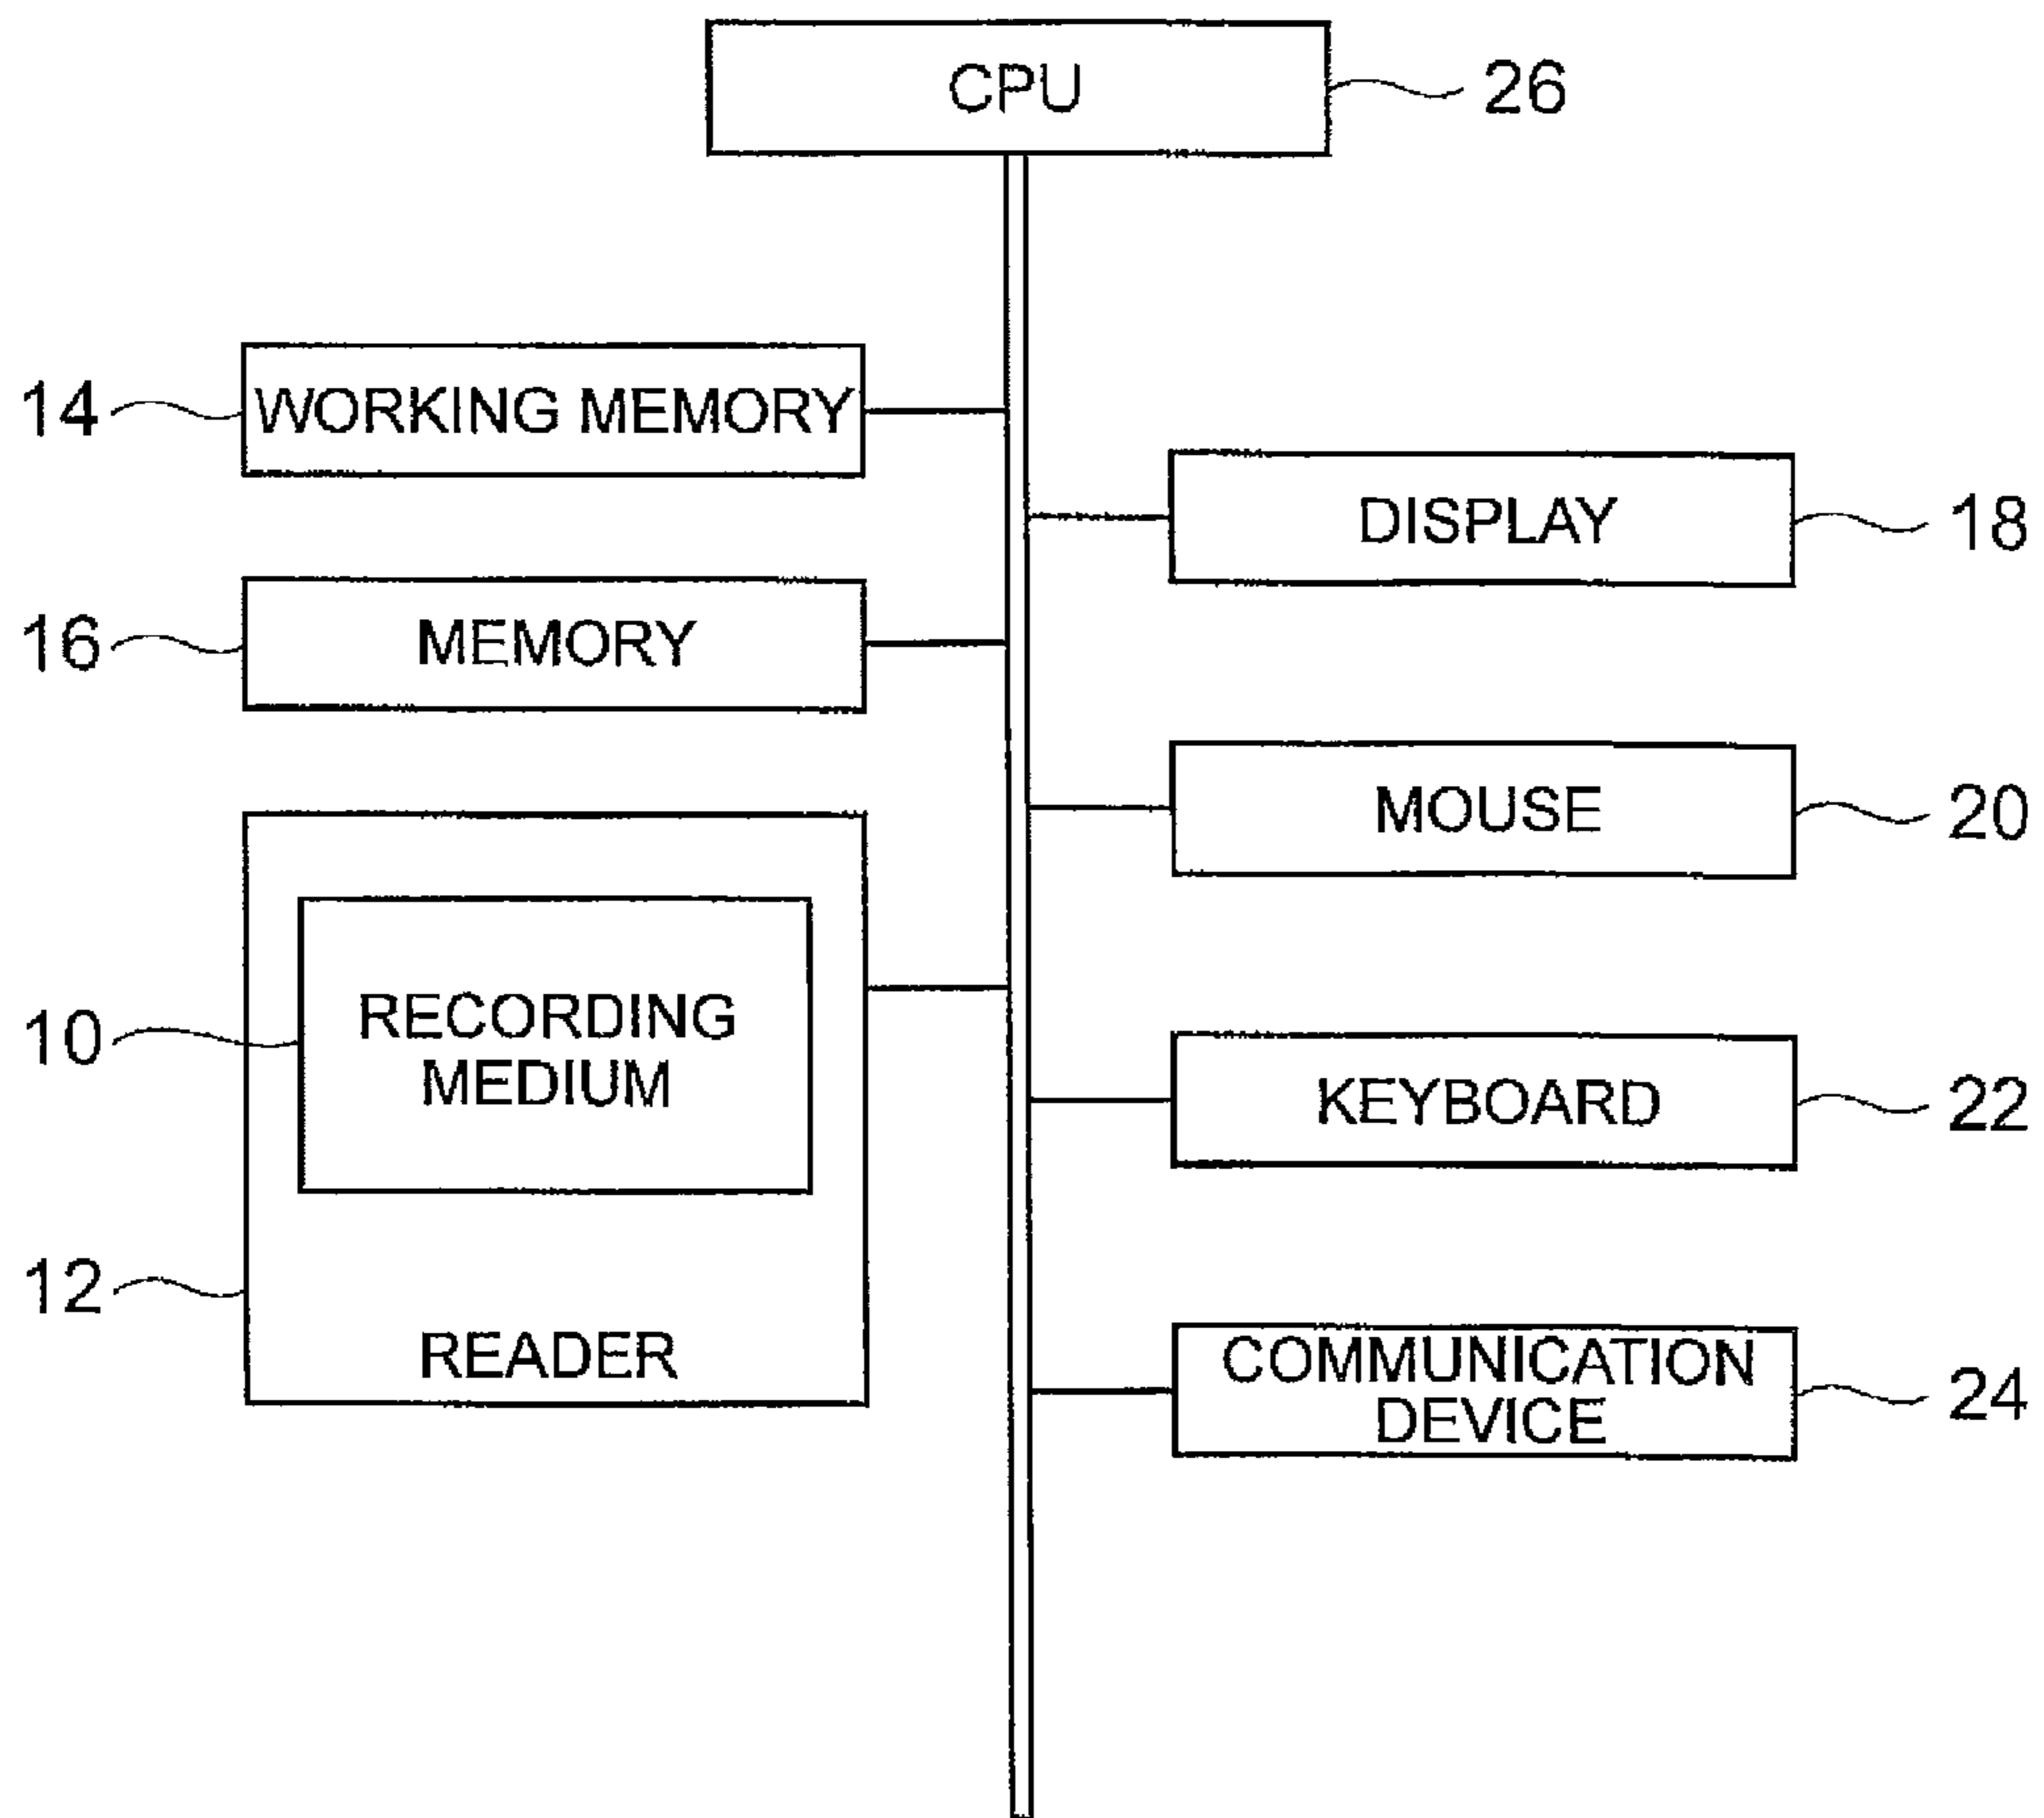 CPU
26
14
WORKING MEMORY
DISPLAY
18
16
MEMORY
MOUSE
20
10
RECORDING
MEDIUM
KEYBOARD
22
12
READER
COMMUNICATION
DEVICE
24